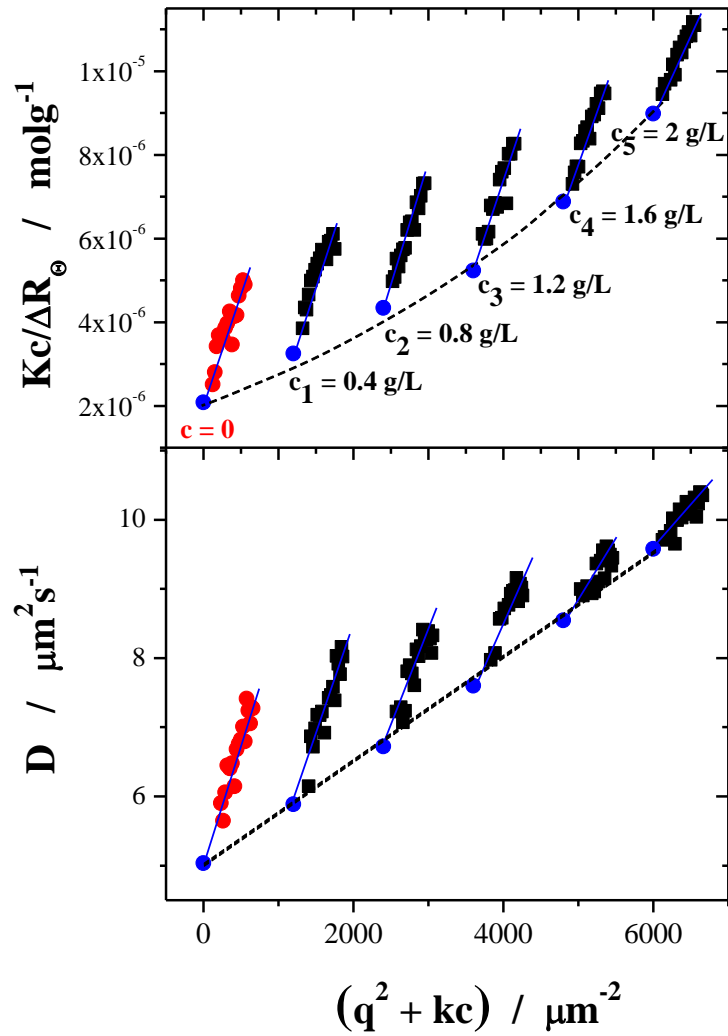 Kc/ΔR_Θ / molg⁻¹
1x10⁻⁵
8x10⁻⁶
6x10⁻⁶
4x10⁻⁶
2x10⁻⁶
c₅ = 2 g/L
c₄ = 1.6 g/L
c₃ = 1.2 g/L
c₂ = 0.8 g/L
c₁ = 0.4 g/L
c = 0
D / μm²s⁻¹
10
8
6
0 2000 4000 6000
(q² + kc) / μm⁻²